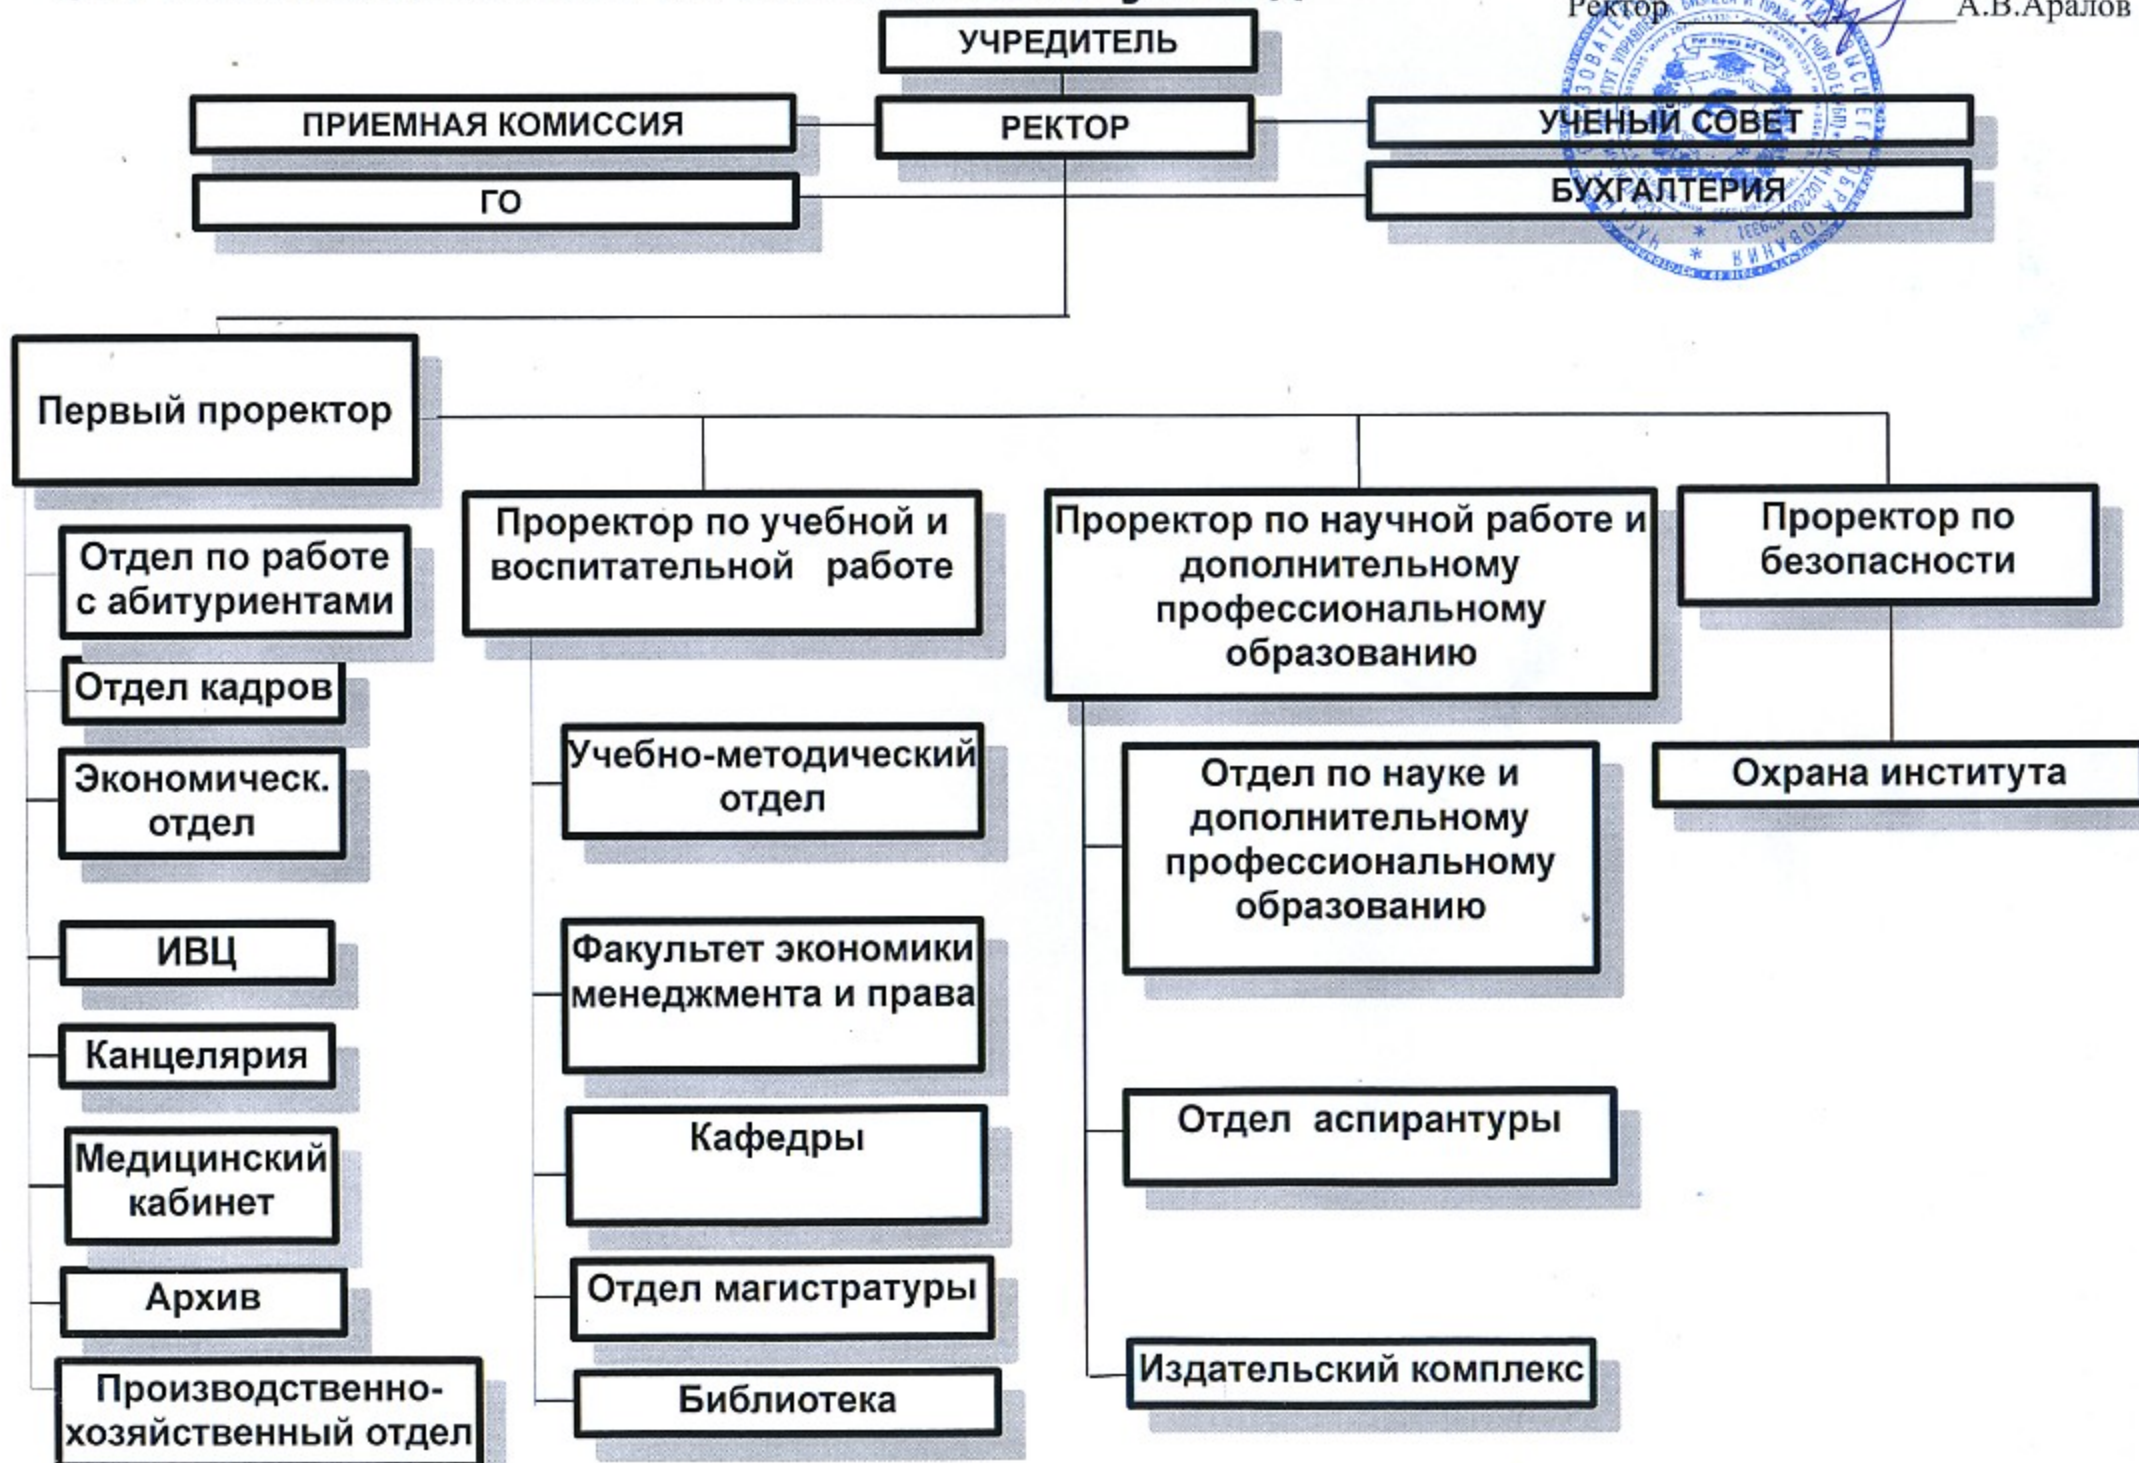 Ректор А.В.Аралов
УЧРЕДИТЕЛЬ
ПРИЕМНАЯ КОМИССИЯ
РЕКТОР
УЧЕНЫЙ СОВЕТ
ГО
БУХГАЛТЕРИЯ
Первый проректор
Отдел по работе
с абитуриентами
Отдел кадров
Экономическ.
отдел
ИВЦ
Канцелярия
Медицинский
кабинет
Архив
Производственно-
хозяйственный отдел
Проректор по учебной и
воспитательной работе
Учебно-методический
отдел
Факультет экономики
менеджмента и права
Кафедры
Отдел магистратуры
Библиотека
Проректор по научной работе и
дополнительному
профессиональному
образованию
Отдел по науке и
дополнительному
профессиональному
образованию
Отдел аспирантуры
Издательский комплекс
Проректор по
безопасности
Охрана института